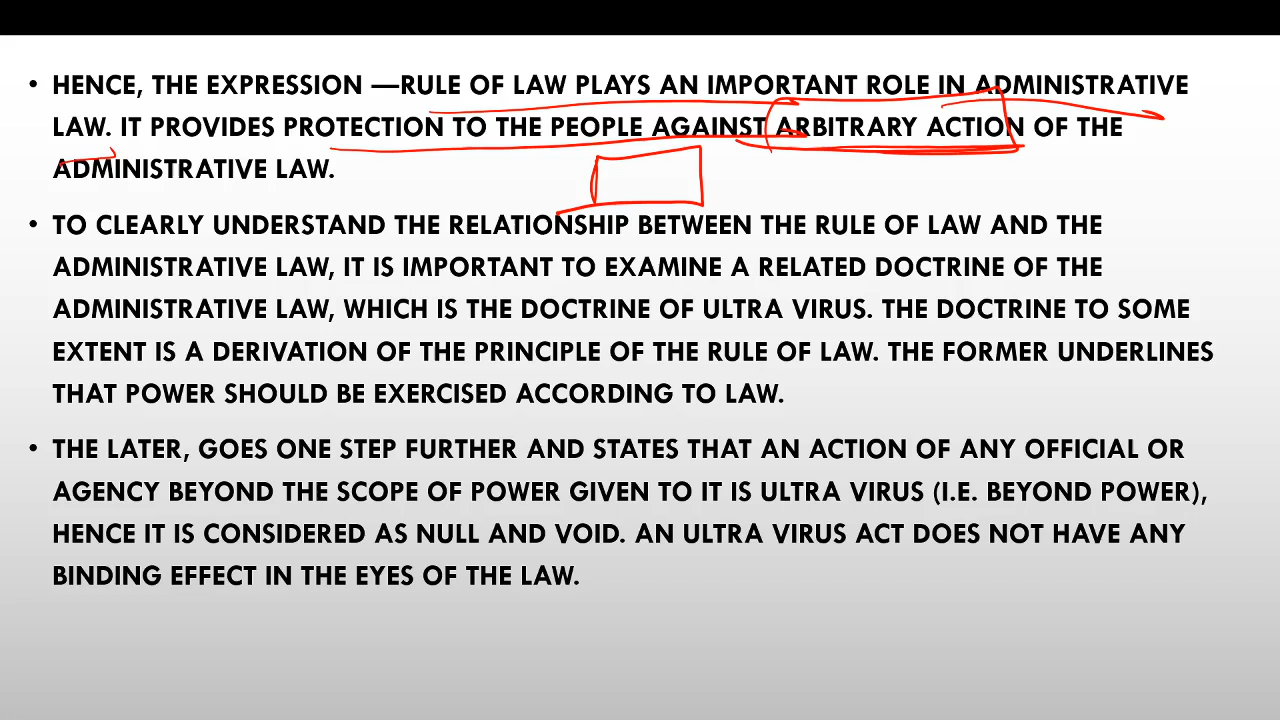 • HENCE, THE EXPRESSION —RULE OF LAW PLAYS AN IMPORTANT ROLE IN ADMINISTRATIVE
LAW. IT PROVIDES PROTECTION TO THE PEOPLE AGAINST ARBITRARY ACTION OF THE
ADMINISTRATIVE LAW.
• TO CLEARLY UNDERSTAND THE RELATIONSHIP BETWEEN THE RULE OF LAW AND THE
ADMINISTRATIVE LAW, IT IS IMPORTANT TO EXAMINE A RELATED DOCTRINE OF THE
ADMINISTRATIVE LAW, WHICH IS THE DOCTRINE OF ULTRA VIRUS. THE DOCTRINE TO SOME
EXTENT IS A DERIVATION OF THE PRINCIPLE OF THE RULE OF LAW. THE FORMER UNDERLINES
THAT POWER SHOULD BE EXERCISED ACCORDING TO LAW.
• THE LATER, GOES ONE STEP FURTHER AND STATES THAT AN ACTION OF ANY OFFICIAL OR
AGENCY BEYOND THE SCOPE OF POWER GIVEN TO IT IS ULTRA VIRUS (I.E. BEYOND POWER),
HENCE IT IS CONSIDERED AS NULL AND VOID. AN ULTRA VIRUS ACT DOES NOT HAVE ANY
BINDING EFFECT IN THE EYES OF THE LAW.